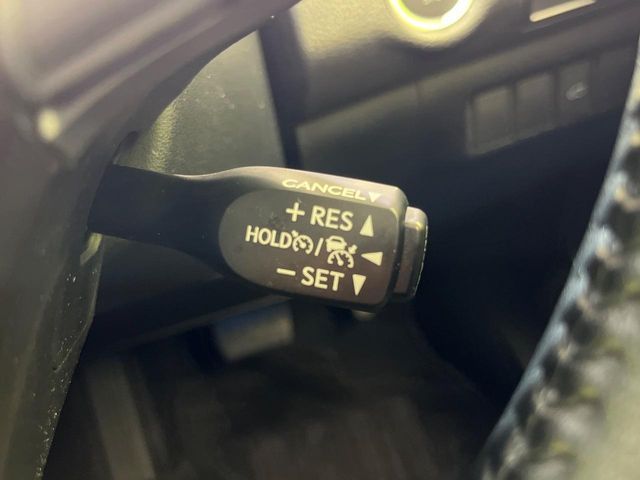 CANCEL▼
+ RES ▲
HOLD / ◀
− SET ▼